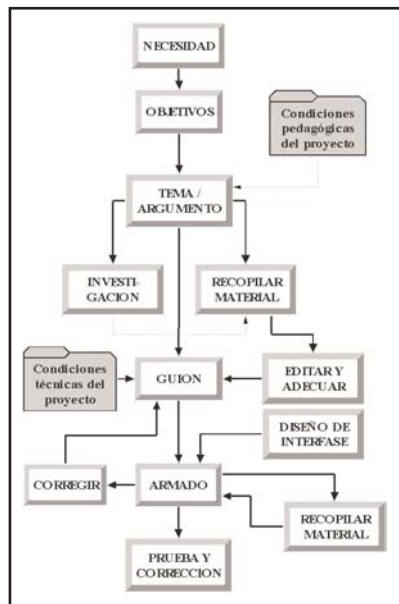 NECESIDAD
OBJETIVOS
Condiciones
pedagógicas
del proyecto
TEMA /
ARGUMENTO
INVESTI-
GACION
RECOPILAR
MATERIAL
Condiciones
técnicas del
proyecto
GUION
EDITAR Y
ADECUAR
DISEÑO DE
INTERFASE
CORREGIR
ARMADO
RECOPILAR
MATERIAL
PRUEBA Y
CORRECCION